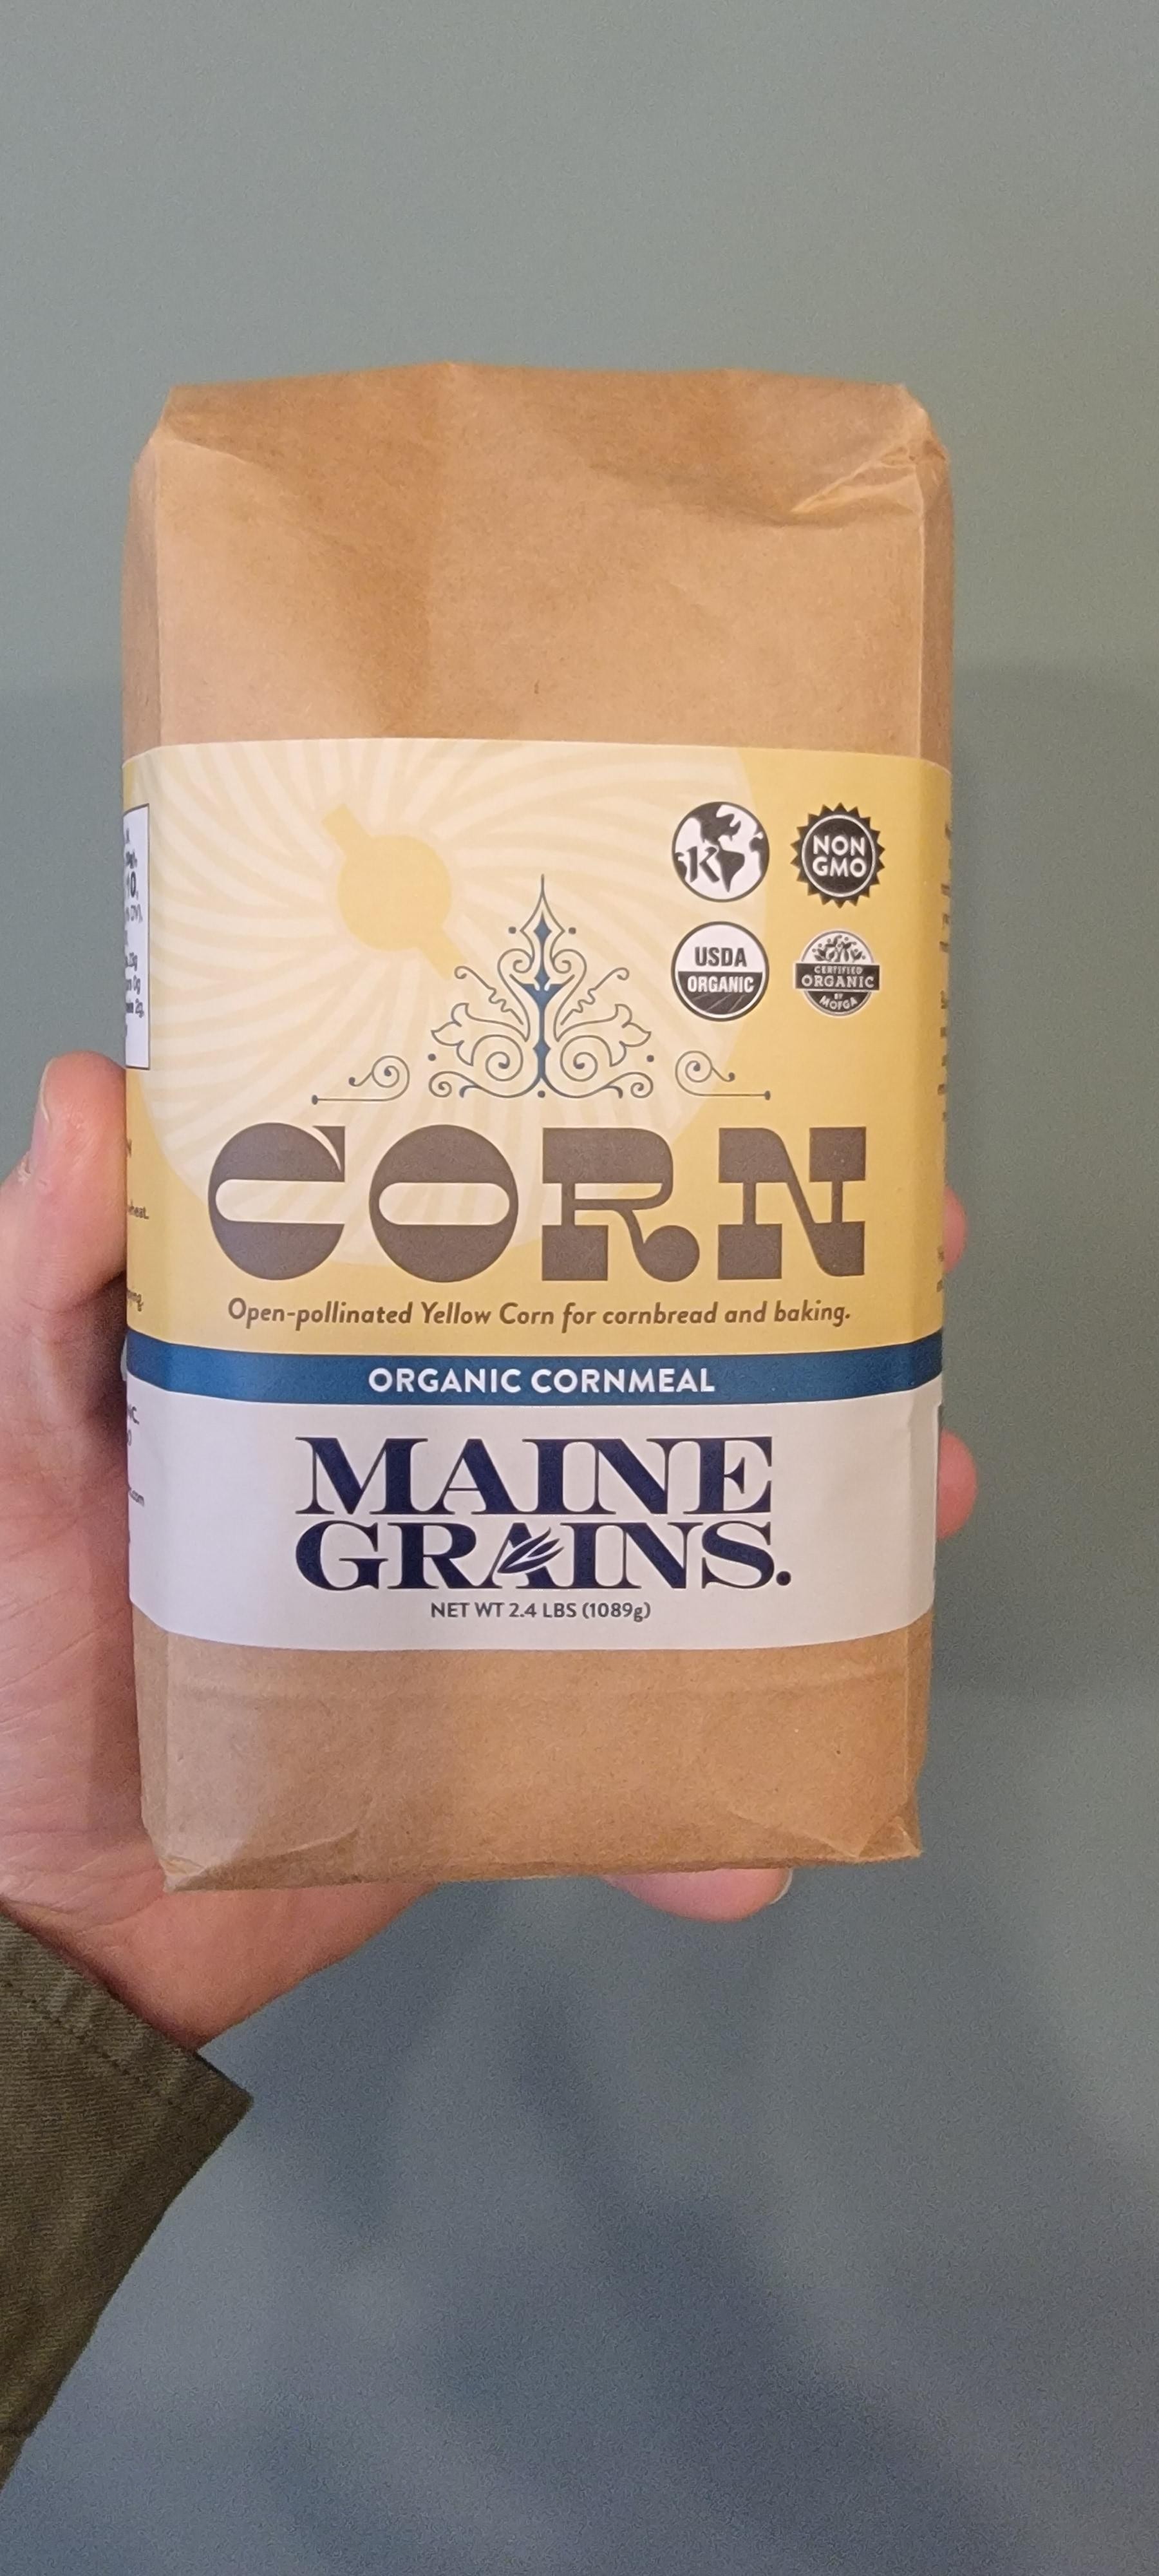 K
NON
GMO
USDA
ORGANIC
CERTIFIED
ORGANIC
BY
MOFGA
CORN
Open-pollinated Yellow Corn for cornbread and baking.
ORGANIC CORNMEAL
MAINE
GRAINS.
NET WT 2.4 LBS (1089g)